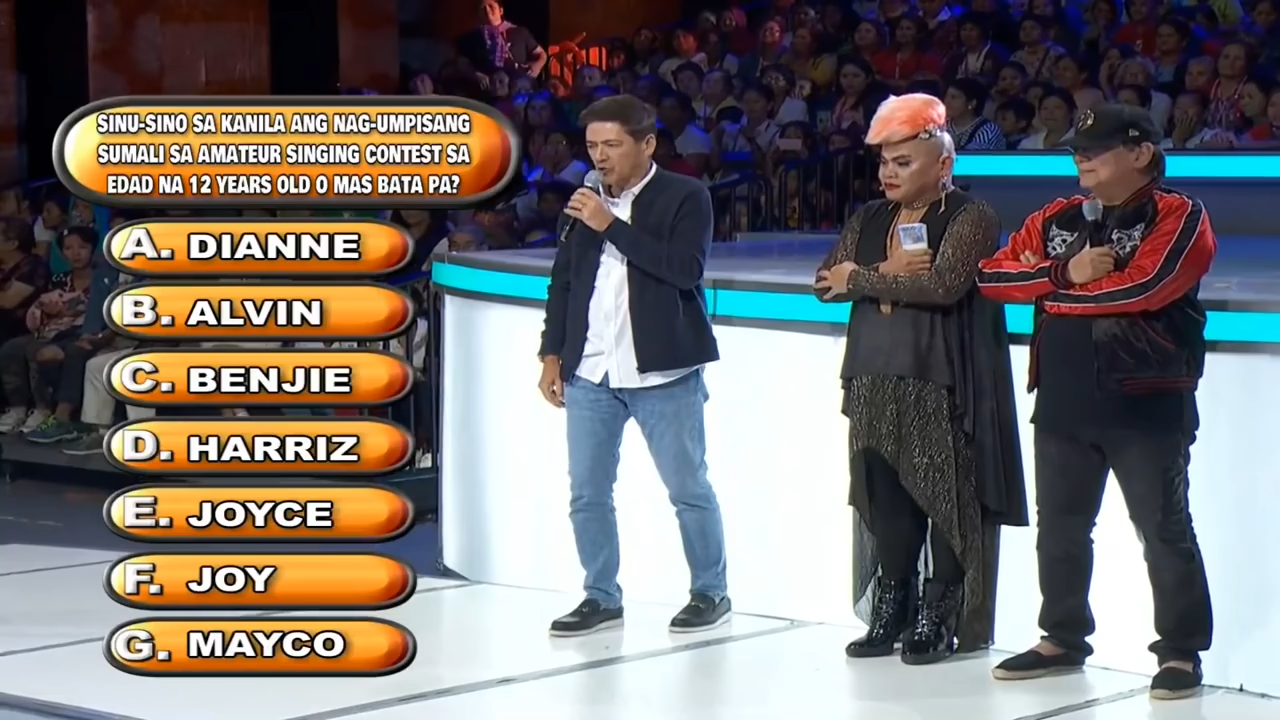 SINU-SINO SA KANILA ANG NAG-UMPISANG
SUMALI SA AMATEUR SINGING CONTEST SA
EDAD NA 12 YEARS OLD O MAS BATA PA?
A. DIANNE
B. ALVIN
C. BENJIE
D. HARRIZ
E. JOYCE
F. JOY
G. MAYCO